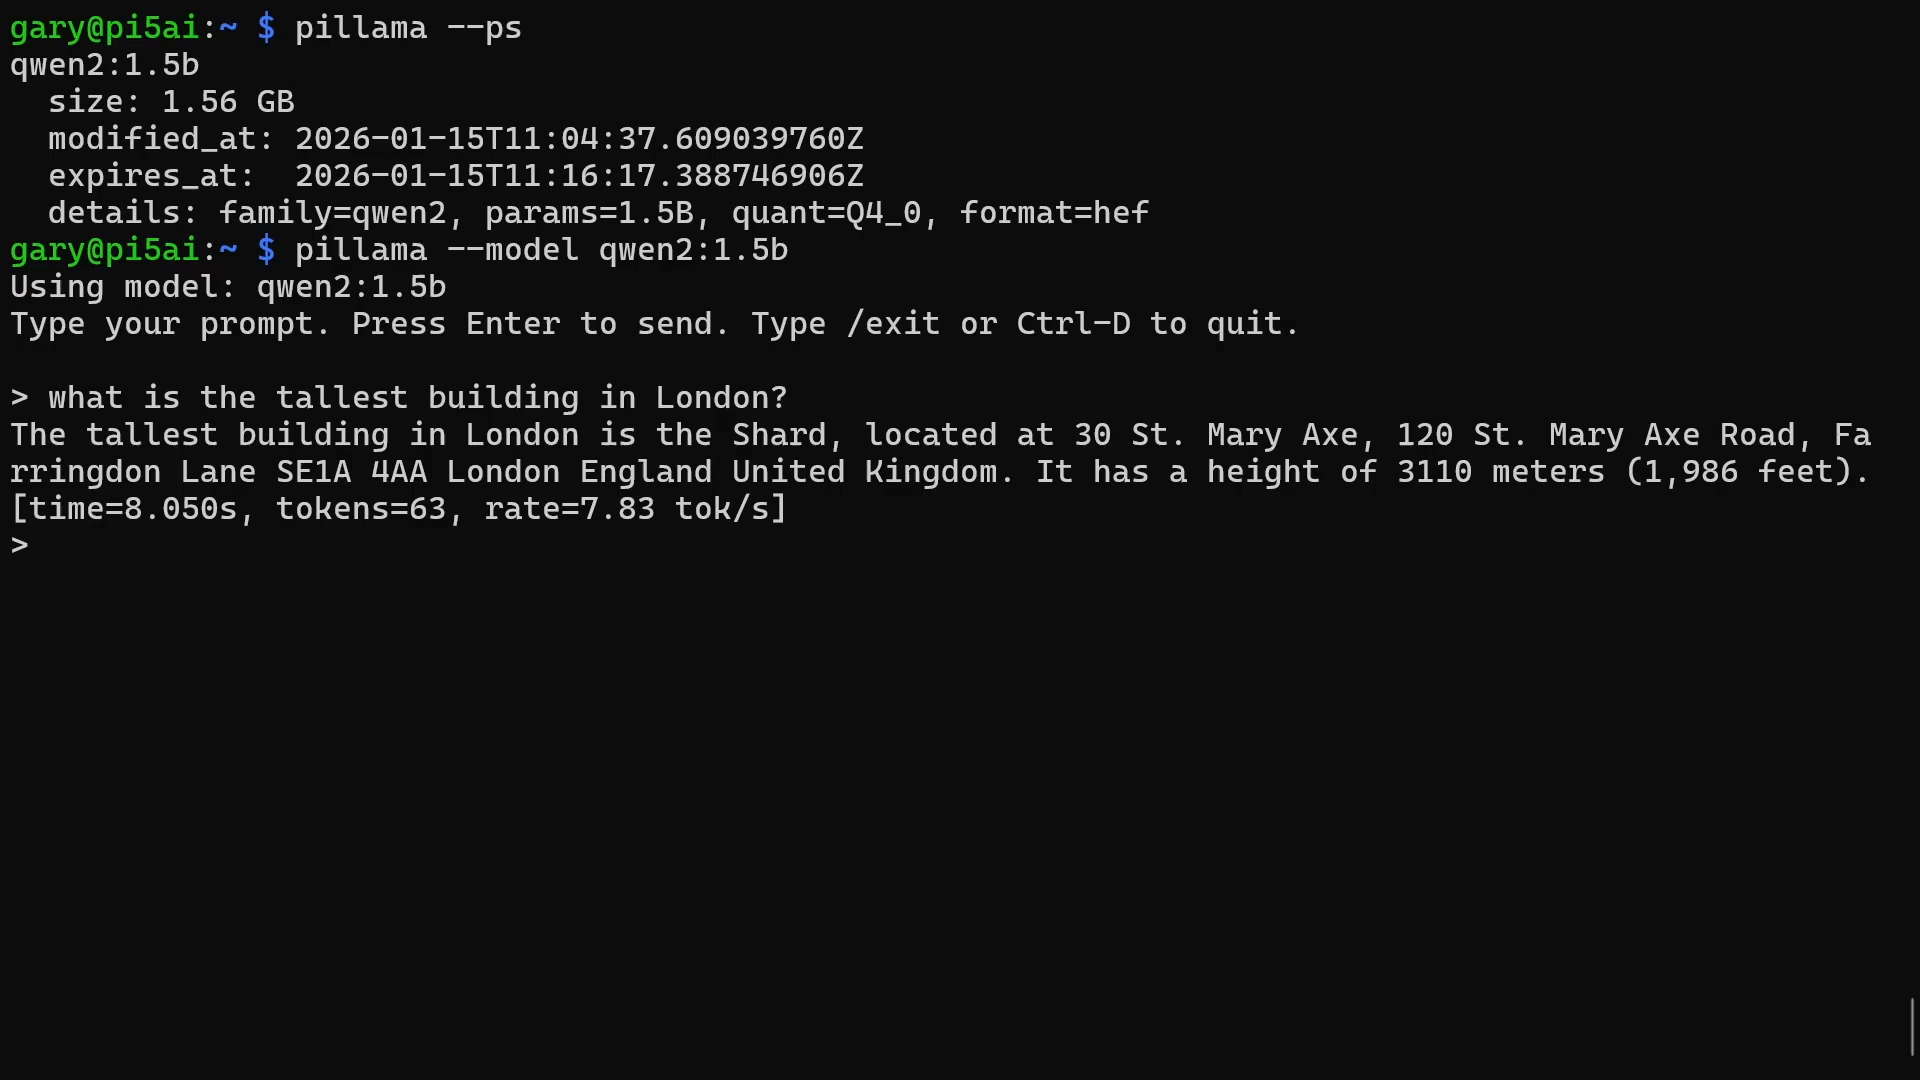 gary@pi5ai:~ $ pillama --ps
qwen2:1.5b
  size: 1.56 GB
  modified_at: 2026-01-15T11:04:37.609039760Z
  expires_at:  2026-01-15T11:16:17.388746906Z
  details: family=qwen2, params=1.5B, quant=Q4_0, format=hef
gary@pi5ai:~ $ pillama --model qwen2:1.5b
Using model: qwen2:1.5b
Type your prompt. Press Enter to send. Type /exit or Ctrl-D to quit.

> what is the tallest building in London?
The tallest building in London is the Shard, located at 30 St. Mary Axe, 120 St. Mary Axe Road, Fa
rringdon Lane SE1A 4AA London England United Kingdom. It has a height of 3110 meters (1,986 feet).
[time=8.050s, tokens=63, rate=7.83 tok/s]
>